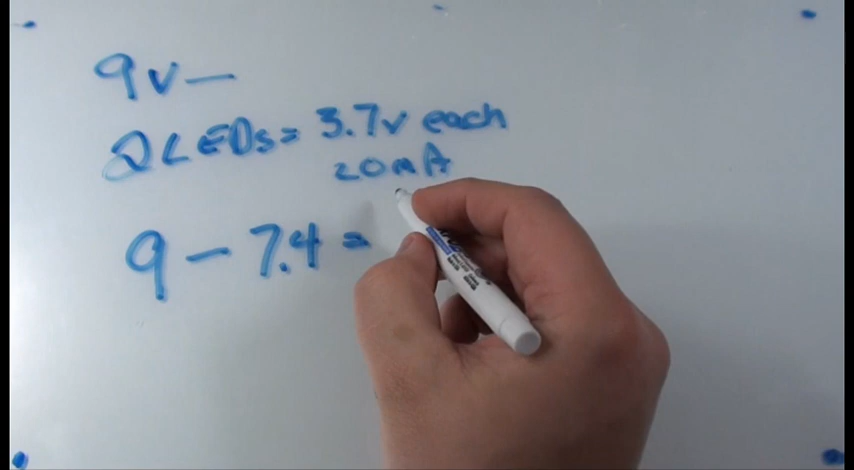 9v —
2 LEDs = 3.7v each
20mA
9 - 7.4 =